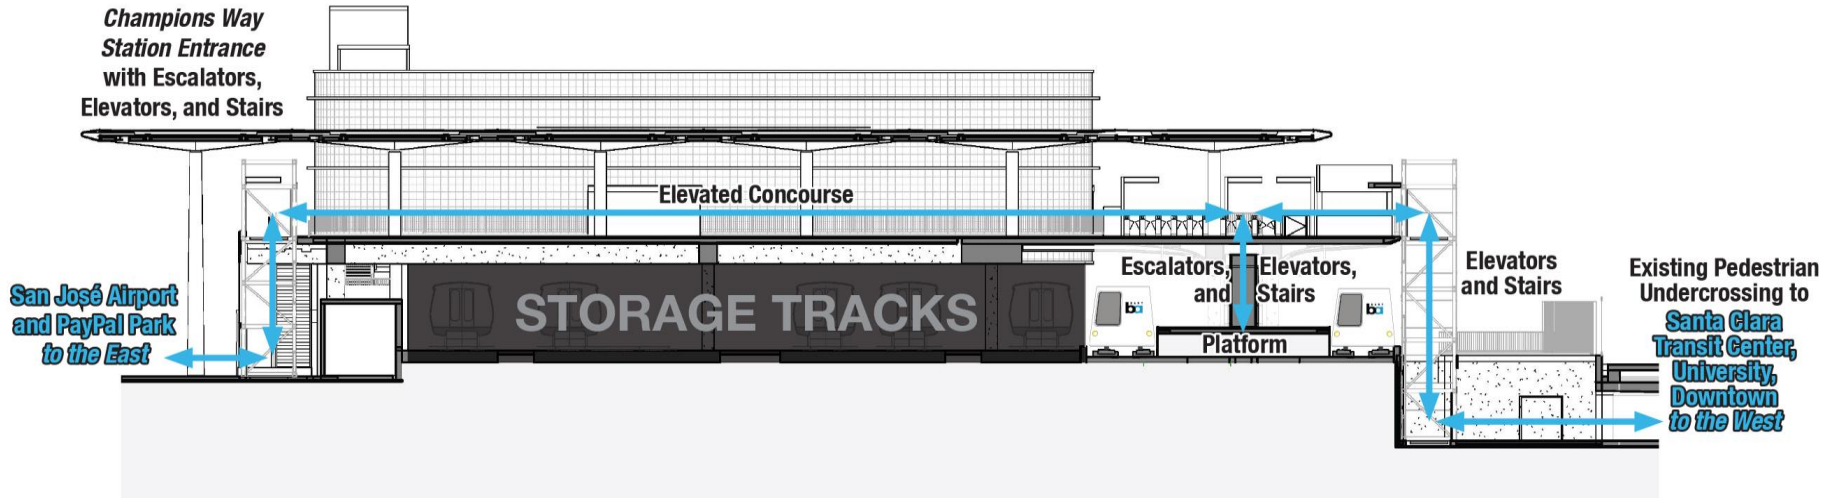 Champions Way
Station Entrance
with Escalators,
Elevators, and Stairs
Elevated Concourse
San José Airport
and PayPal Park
to the East
STORAGE TRACKS
Escalators, Elevators,
and Stairs
ba
ba
Platform
Elevators
and Stairs
Existing Pedestrian
Undercrossing to
Santa Clara
Transit Center,
University,
Downtown
to the West